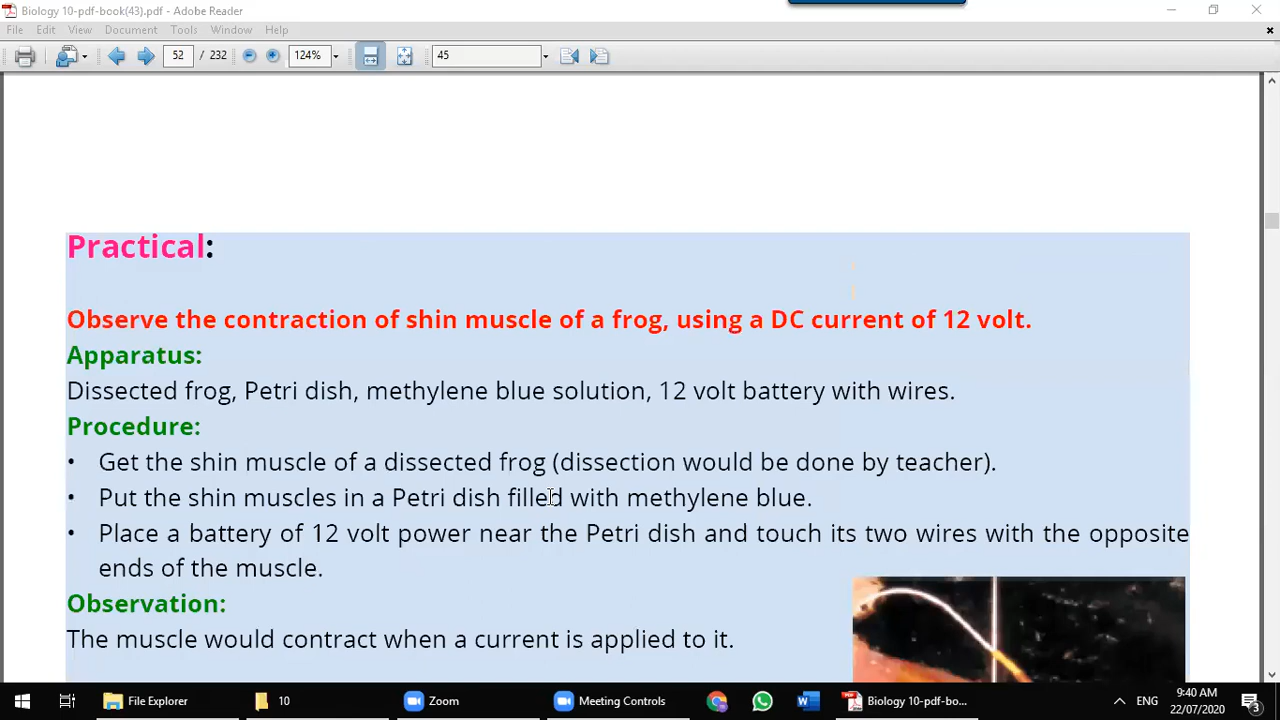 Biology 10-pdf-book(43).pdf - Adobe Reader
File Edit View Document Tools Window Help
52 / 232 124% 45
Practical:
Observe the contraction of shin muscle of a frog, using a DC current of 12 volt.
Apparatus:
Dissected frog, Petri dish, methylene blue solution, 12 volt battery with wires.
Procedure:
• Get the shin muscle of a dissected frog (dissection would be done by teacher).
• Put the shin muscles in a Petri dish filled with methylene blue.
• Place a battery of 12 volt power near the Petri dish and touch its two wires with the opposite
ends of the muscle.
Observation:
The muscle would contract when a current is applied to it.
File Explorer 10 Zoom Meeting Controls Biology 10-pdf-bo... ENG 9:40 AM
22/07/2020 3